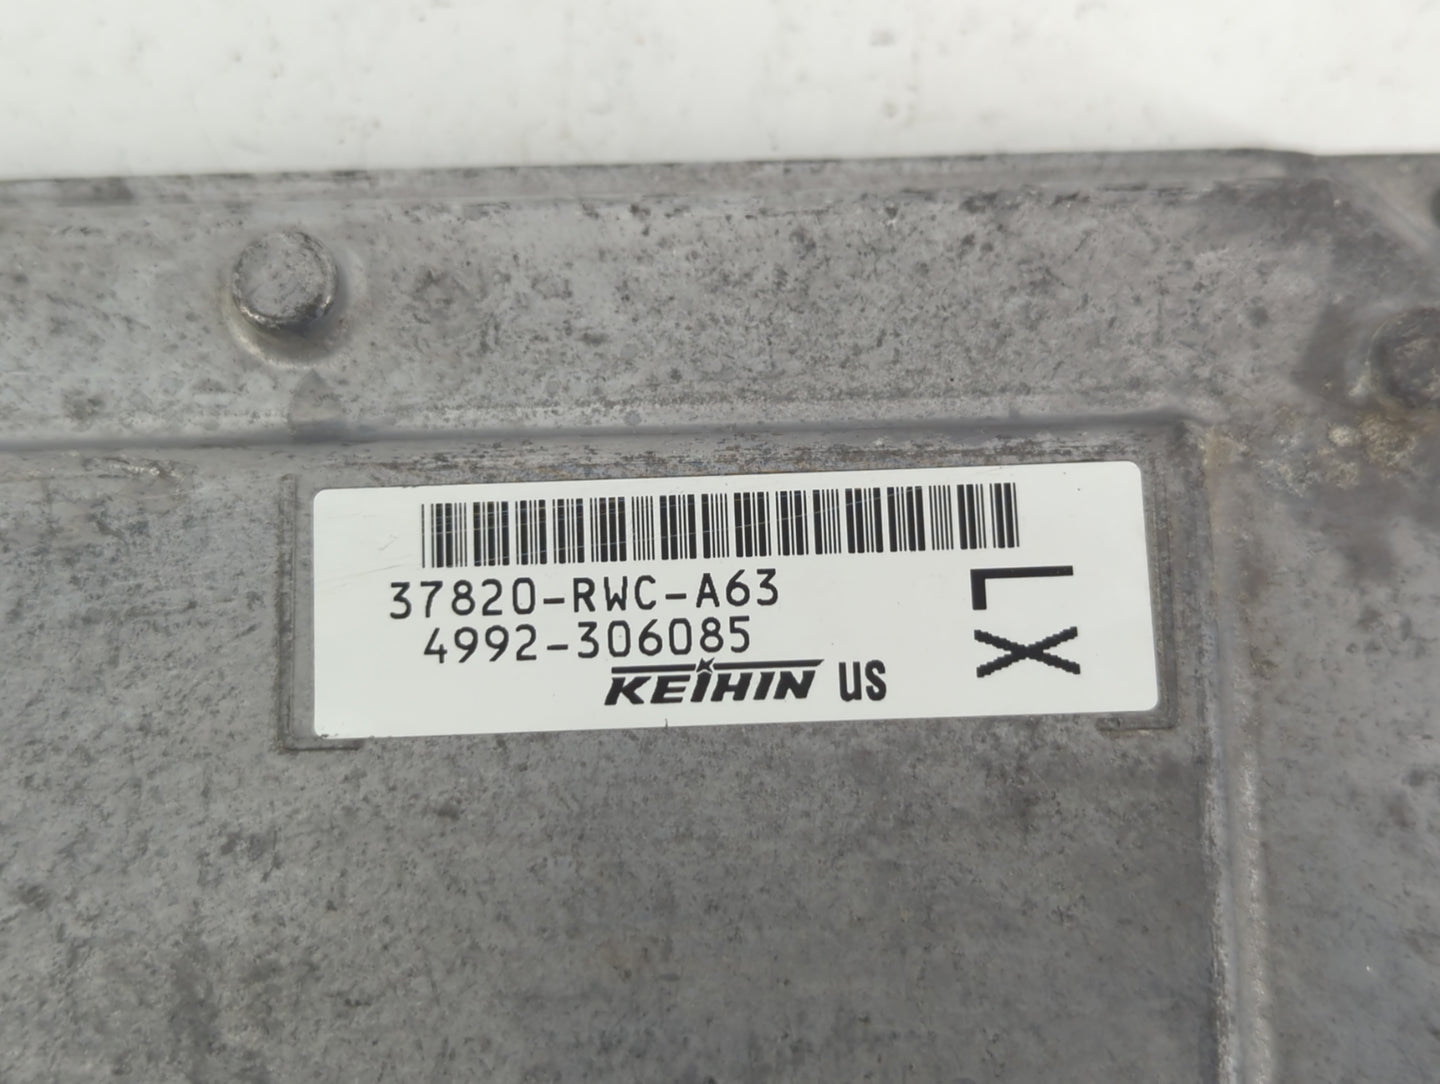 37820-RWC-A63
4992-306085
KEIHIN US
LX